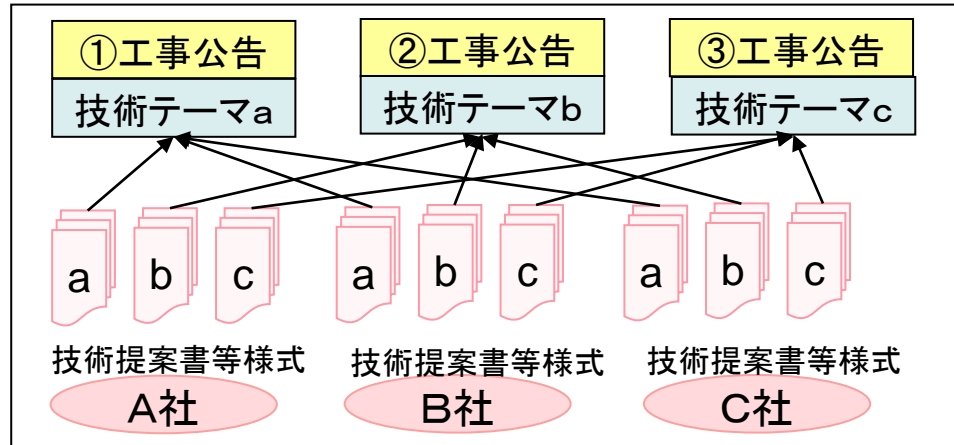 ①工事公告
技術テーマa
②工事公告
技術テーマb
③工事公告
技術テーマc
a
b
c
a
b
c
a
b
c
技術提案書等様式
技術提案書等様式
技術提案書等様式
A社
B社
C社